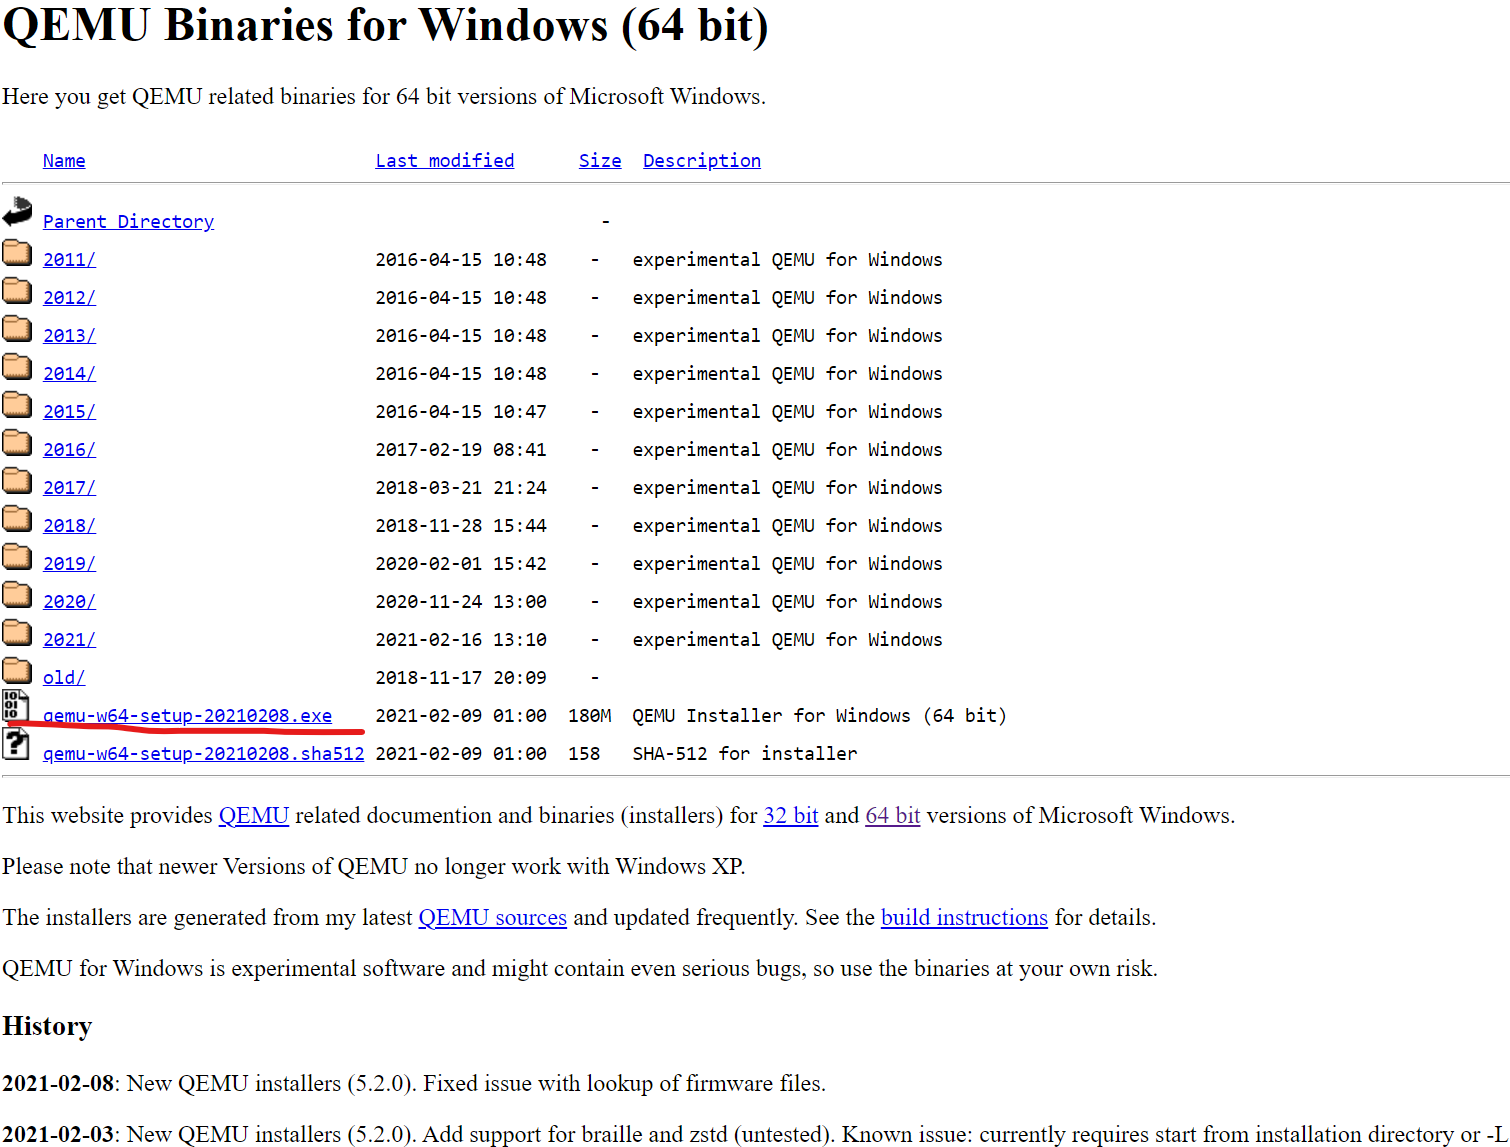 QEMU Binaries for Windows (64 bit)
Here you get QEMU related binaries for 64 bit versions of Microsoft Windows.
Name Last modified Size Description
Parent Directory -
2011/ 2016-04-15 10:48 - experimental QEMU for Windows
2012/ 2016-04-15 10:48 - experimental QEMU for Windows
2013/ 2016-04-15 10:48 - experimental QEMU for Windows
2014/ 2016-04-15 10:48 - experimental QEMU for Windows
2015/ 2016-04-15 10:47 - experimental QEMU for Windows
2016/ 2017-02-19 08:41 - experimental QEMU for Windows
2017/ 2018-03-21 21:24 - experimental QEMU for Windows
2018/ 2018-11-28 15:44 - experimental QEMU for Windows
2019/ 2020-02-01 15:42 - experimental QEMU for Windows
2020/ 2020-11-24 13:00 - experimental QEMU for Windows
2021/ 2021-02-16 13:10 - experimental QEMU for Windows
old/ 2018-11-17 20:09 -
qemu-w64-setup-20210208.exe 2021-02-09 01:00 180M QEMU Installer for Windows (64 bit)
qemu-w64-setup-20210208.sha512 2021-02-09 01:00 158 SHA-512 for installer
This website provides QEMU related documention and binaries (installers) for 32 bit and 64 bit versions of Microsoft Windows.
Please note that newer Versions of QEMU no longer work with Windows XP.
The installers are generated from my latest QEMU sources and updated frequently. See the build instructions for details.
QEMU for Windows is experimental software and might contain even serious bugs, so use the binaries at your own risk.
History
2021-02-08: New QEMU installers (5.2.0). Fixed issue with lookup of firmware files.
2021-02-03: New QEMU installers (5.2.0). Add support for braille and zstd (untested). Known issue: currently requires start from installation directory or -L